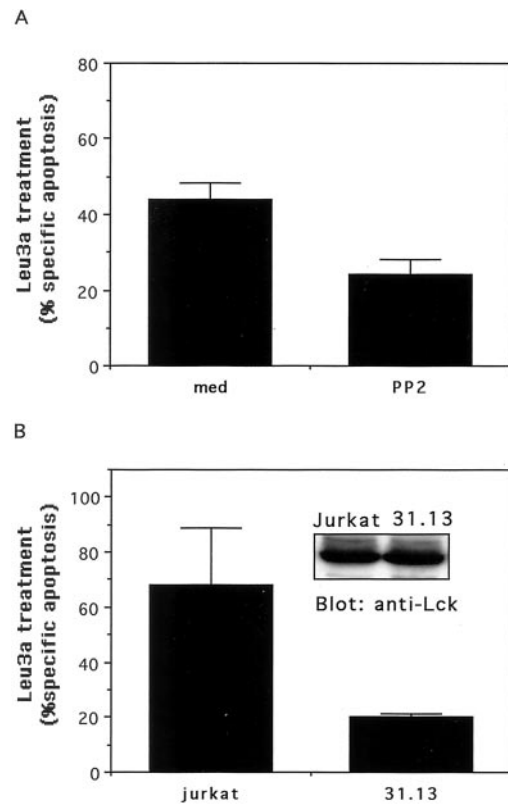 A
Leu3a treatment
(% specific apoptosis)
80
60
40
20
0
med PP2
B
Leu3a treatment
(%specific apoptosis)
100
80
60
40
20
0
Jurkat 31.13
Blot: anti-Lck
jurkat 31.13